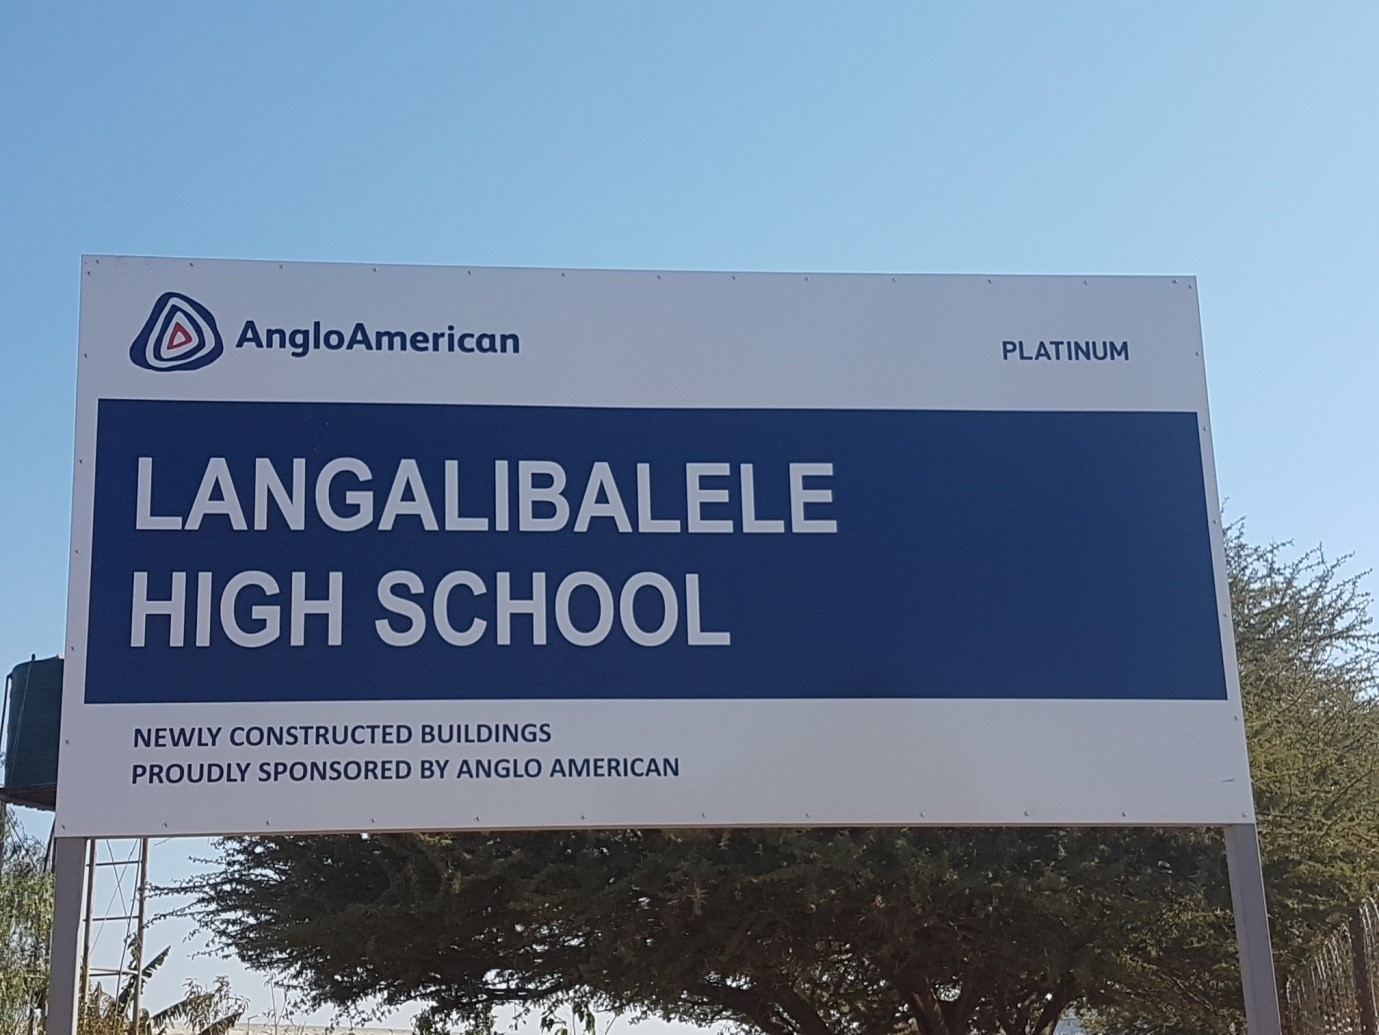 AngloAmerican
PLATINUM
LANGALIBALELE
HIGH SCHOOL
NEWLY CONSTRUCTED BUILDINGS
PROUDLY SPONSORED BY ANGLO AMERICAN